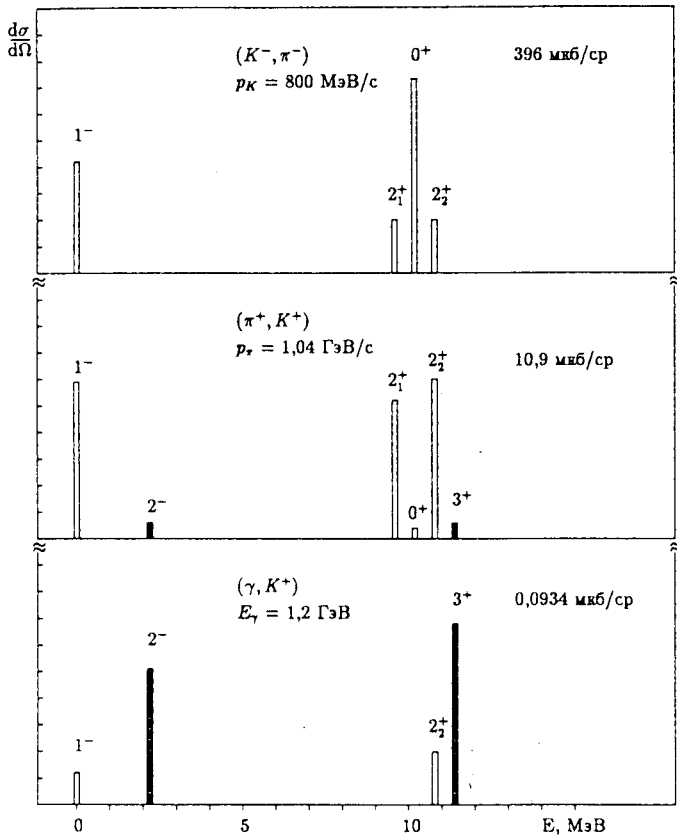 dσ
dΩ
(K⁻, π⁻)
p_K = 800 МэВ/с
0⁺
396 мкб/ср
1⁻
2₁⁺
2₂⁺
(π⁺, K⁺)
p_π = 1,04 ГэВ/с
1⁻
2₁⁺
2₂⁺
10,9 мкб/ср
2⁻
0⁺
3⁺
(γ, K⁺)
E_γ = 1,2 ГэВ
3⁺
0,0934 мкб/ср
2⁻
2₂⁺
1⁻
0 5 10 E, МэВ